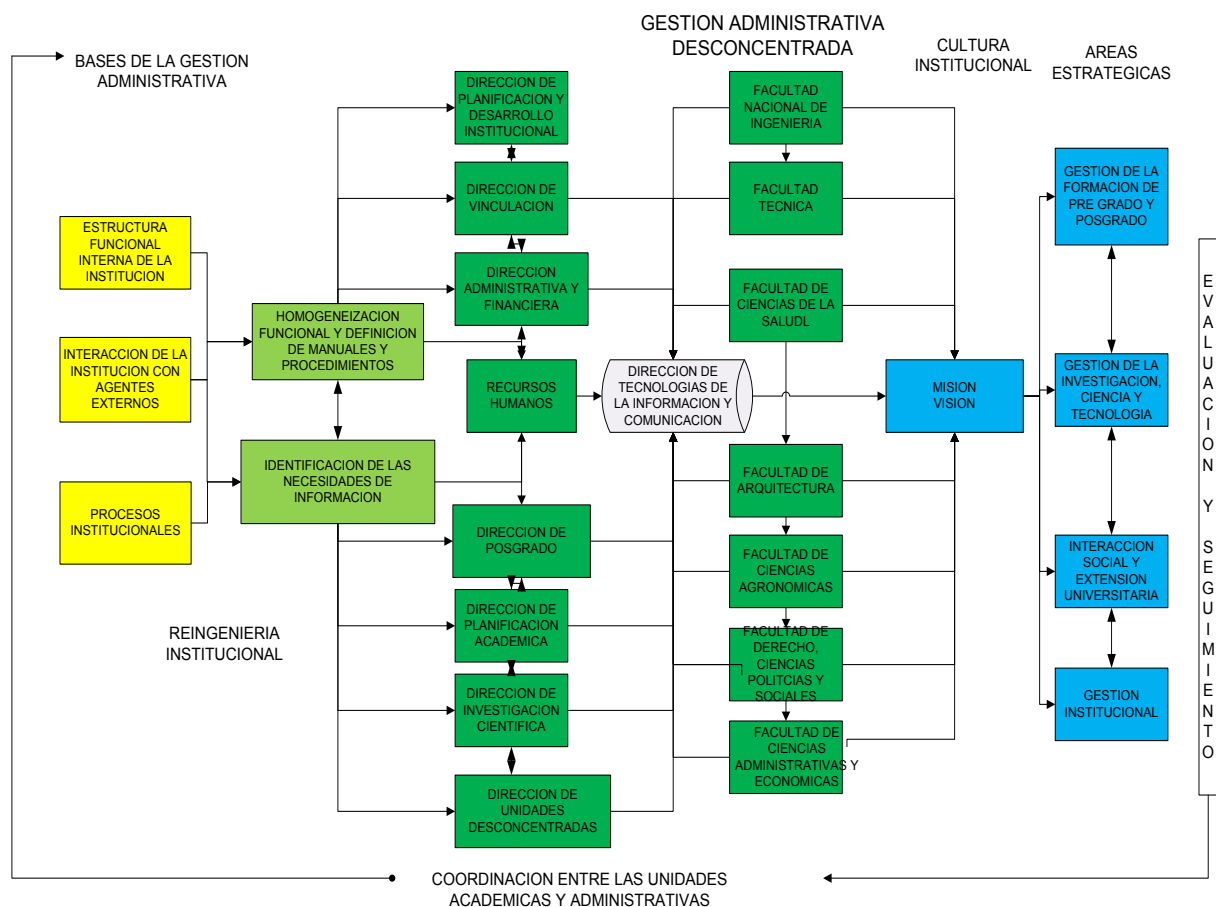 GESTION ADMINISTRATIVA
DESCONCENTRADA
CULTURA
INSTITUCIONAL
AREAS
ESTRATEGICAS
BASES DE LA GESTION
ADMINISTRATIVA
ESTRUCTURA
FUNCIONAL
INTERNA DE LA
INSTITUCION
INTERACCION DE LA
INSTITUCION CON
AGENTES
EXTERNOS
PROCESOS
INSTITUCIONALES
HOMOGENEIZACION
FUNCIONAL Y DEFINICION
DE MANUALES Y
PROCEDIMIENTOS
IDENTIFICACION DE LAS
NECESIDADES DE
INFORMACION
REINGENIERIA
INSTITUCIONAL
DIRECCION DE
PLANIFICACION Y
DESARROLLO
INSTITUCIONAL
DIRECCION DE
VINCULACION
DIRECCION
ADMINISTRATIVA Y
FINANCIERA
RECURSOS
HUMANOS
DIRECCION DE
POSGRADO
DIRECCION DE
PLANIFICACION
ACADEMICA
DIRECCION DE
INVESTIGACION
CIENTIFICA
DIRECCION DE
UNIDADES
DESCONCENTRADAS
DIRECCION DE
TECNOLOGIAS DE
LA INFORMACION Y
COMUNICACION
FACULTAD
NACIONAL DE
INGENIERIA
FACULTAD
TECNICA
FACULTAD DE
CIENCIAS DE LA
SALUDL
FACULTAD DE
ARQUITECTURA
FACULTAD DE
CIENCIAS
AGRONOMICAS
FACULTAD DE
DERECHO,
CIENCIAS
POLITCIAS Y
SOCIALES
FACULTAD DE
CIENCIAS
ADMINISTRATIVAS Y
ECONOMICAS
MISION
VISION
GESTION DE LA
FORMACION DE
PRE GRADO Y
POSGRADO
GESTION DE LA
INVESTIGACION,
CIENCIA Y
TECNOLOGIA
INTERACCION
SOCIAL Y
EXTENSION
UNIVERSITARIA
GESTION
INSTITUCIONAL
EVALUACION Y SEGUIMIENTO
COORDINACION ENTRE LAS UNIDADES
ACADEMICAS Y ADMINISTRATIVAS